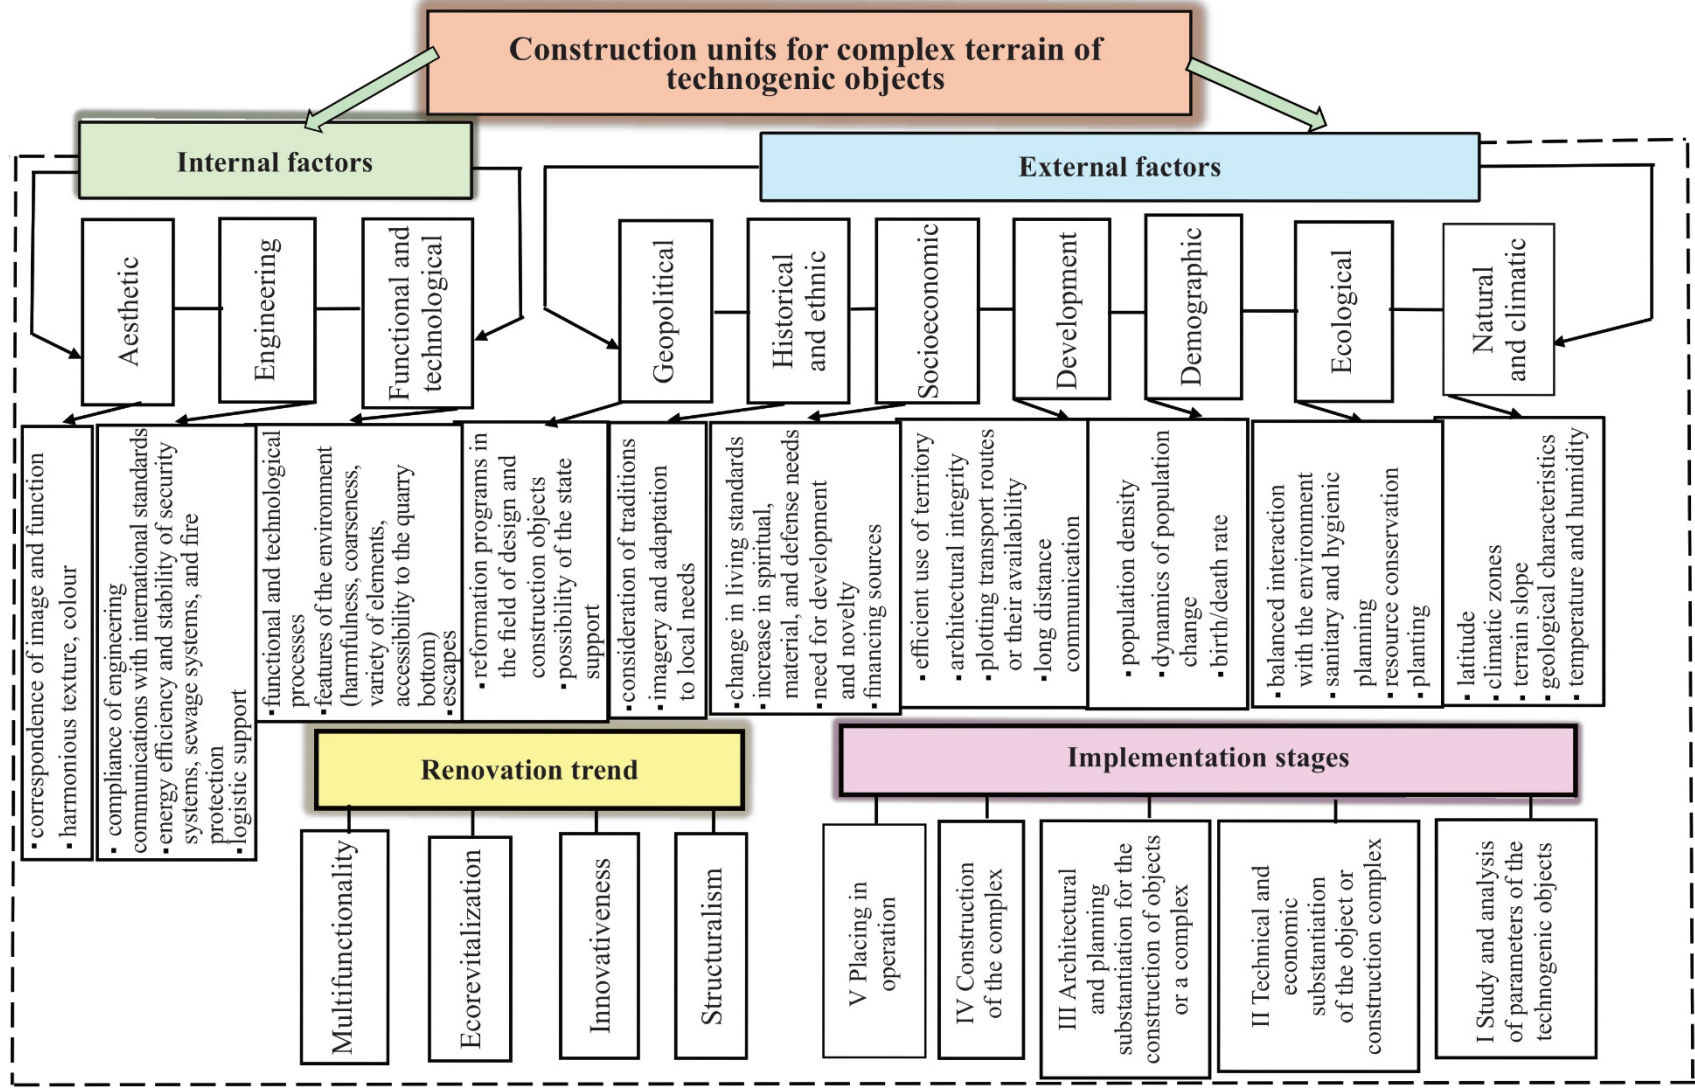 Construction units for complex terrain of
technogenic objects
Internal factors
External factors
Aesthetic
Engineering
Functional and
technological
Geopolitical
Historical
and ethnic
Socioeconomic
Development
Demographic
Ecological
Natural
and climatic
▪ correspondence of image and function
▪ harmonious texture, colour
▪ compliance of engineering
communications with international standards
▪ energy efficiency and stability of security
systems, sewage systems, and fire
protection
▪ logistic support
▪ functional and technological
processes
▪ features of the environment
(harmfulness, coarseness,
variety of elements,
accessibility to the quarry
bottom)
▪ escapes
▪ reformation programs in
the field of design and
construction objects
▪ possibility of the state
support
▪ consideration of traditions
▪ imagery and adaptation
to local needs
▪ change in living standards
▪ increase in spiritual,
material, and defense needs
▪ need for development
and novelty
▪ financing sources
▪ efficient use of territory
▪ architectural integrity
▪ plotting transport routes
or their availability
▪ long distance
communication
▪ population density
▪ dynamics of population
change
▪ birth/death rate
▪ balanced interaction
with the environment
▪ sanitary and hygienic
planning
▪ resource conservation
▪ planting
▪ latitude
▪ climatic zones
▪ terrain slope
▪ geological characteristics
▪ temperature and humidity
Renovation trend
Multifunctionality
Ecorevitalization
Innovativeness
Structuralism
Implementation stages
V Placing in
operation
IV Construction
of the complex
III Architectural
and planning
substantiation for the
construction of objects
or a complex
II Technical and
economic
substantiation
of the object or
construction complex
I Study and analysis
of parameters of the
technogenic objects